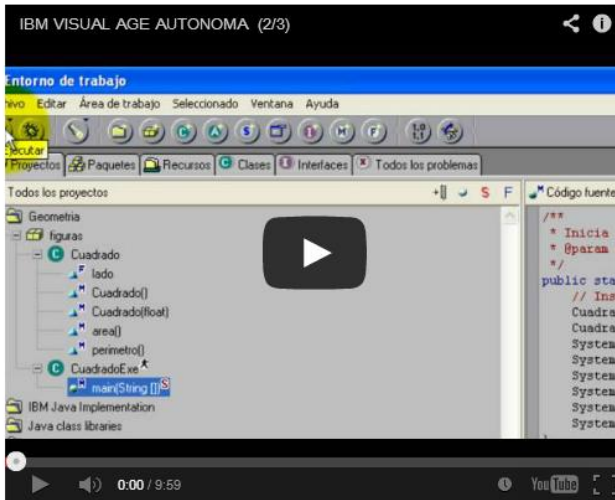 IBM VISUAL AGE AUTONOMA (2/3)
Entorno de trabajo
hivo Editar Área de trabajo Seleccionado Ventana Ayuda
Ejecutar
Proyectos Paquetes Recursos Clases Interfaces Todos los problemas
Todos los proyectos S F Código fuente
Geometria
figuras
Cuadrado
lado
Cuadrado()
Cuadrado(float)
area()
perimetro()
CuadradoExe
main(String [])
IBM Java Implementation
Java class libraries
/**
* Inicia
* @param
*/
public sta
// Ins
Cuadra
Cuadra
System
System
System
System
System
0:00 / 9:59
YouTube